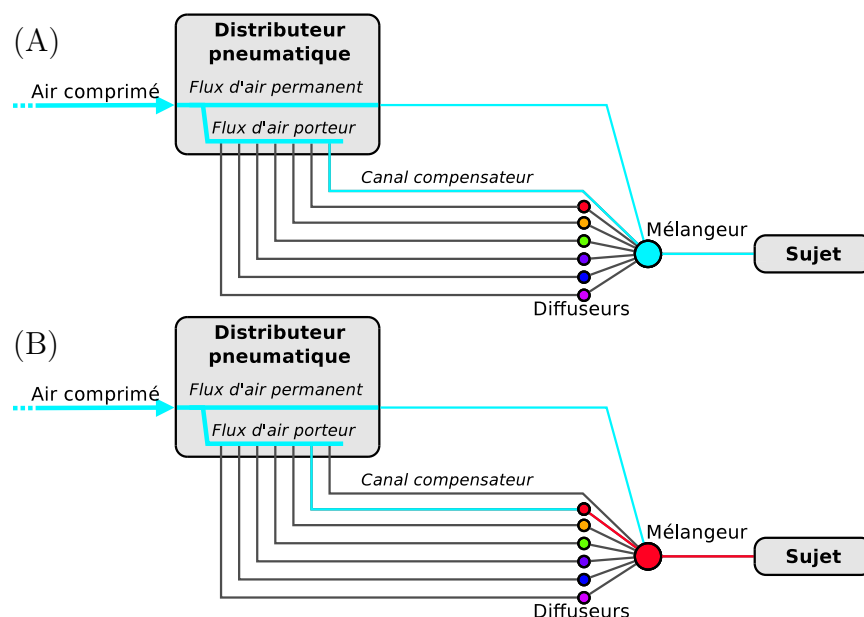 (A)
Distributeur
pneumatique
Air comprimé
Flux d'air permanent
Flux d'air porteur
Canal compensateur
Mélangeur
Sujet
Diffuseurs
(B)
Distributeur
pneumatique
Air comprimé
Flux d'air permanent
Flux d'air porteur
Canal compensateur
Mélangeur
Sujet
Diffuseurs